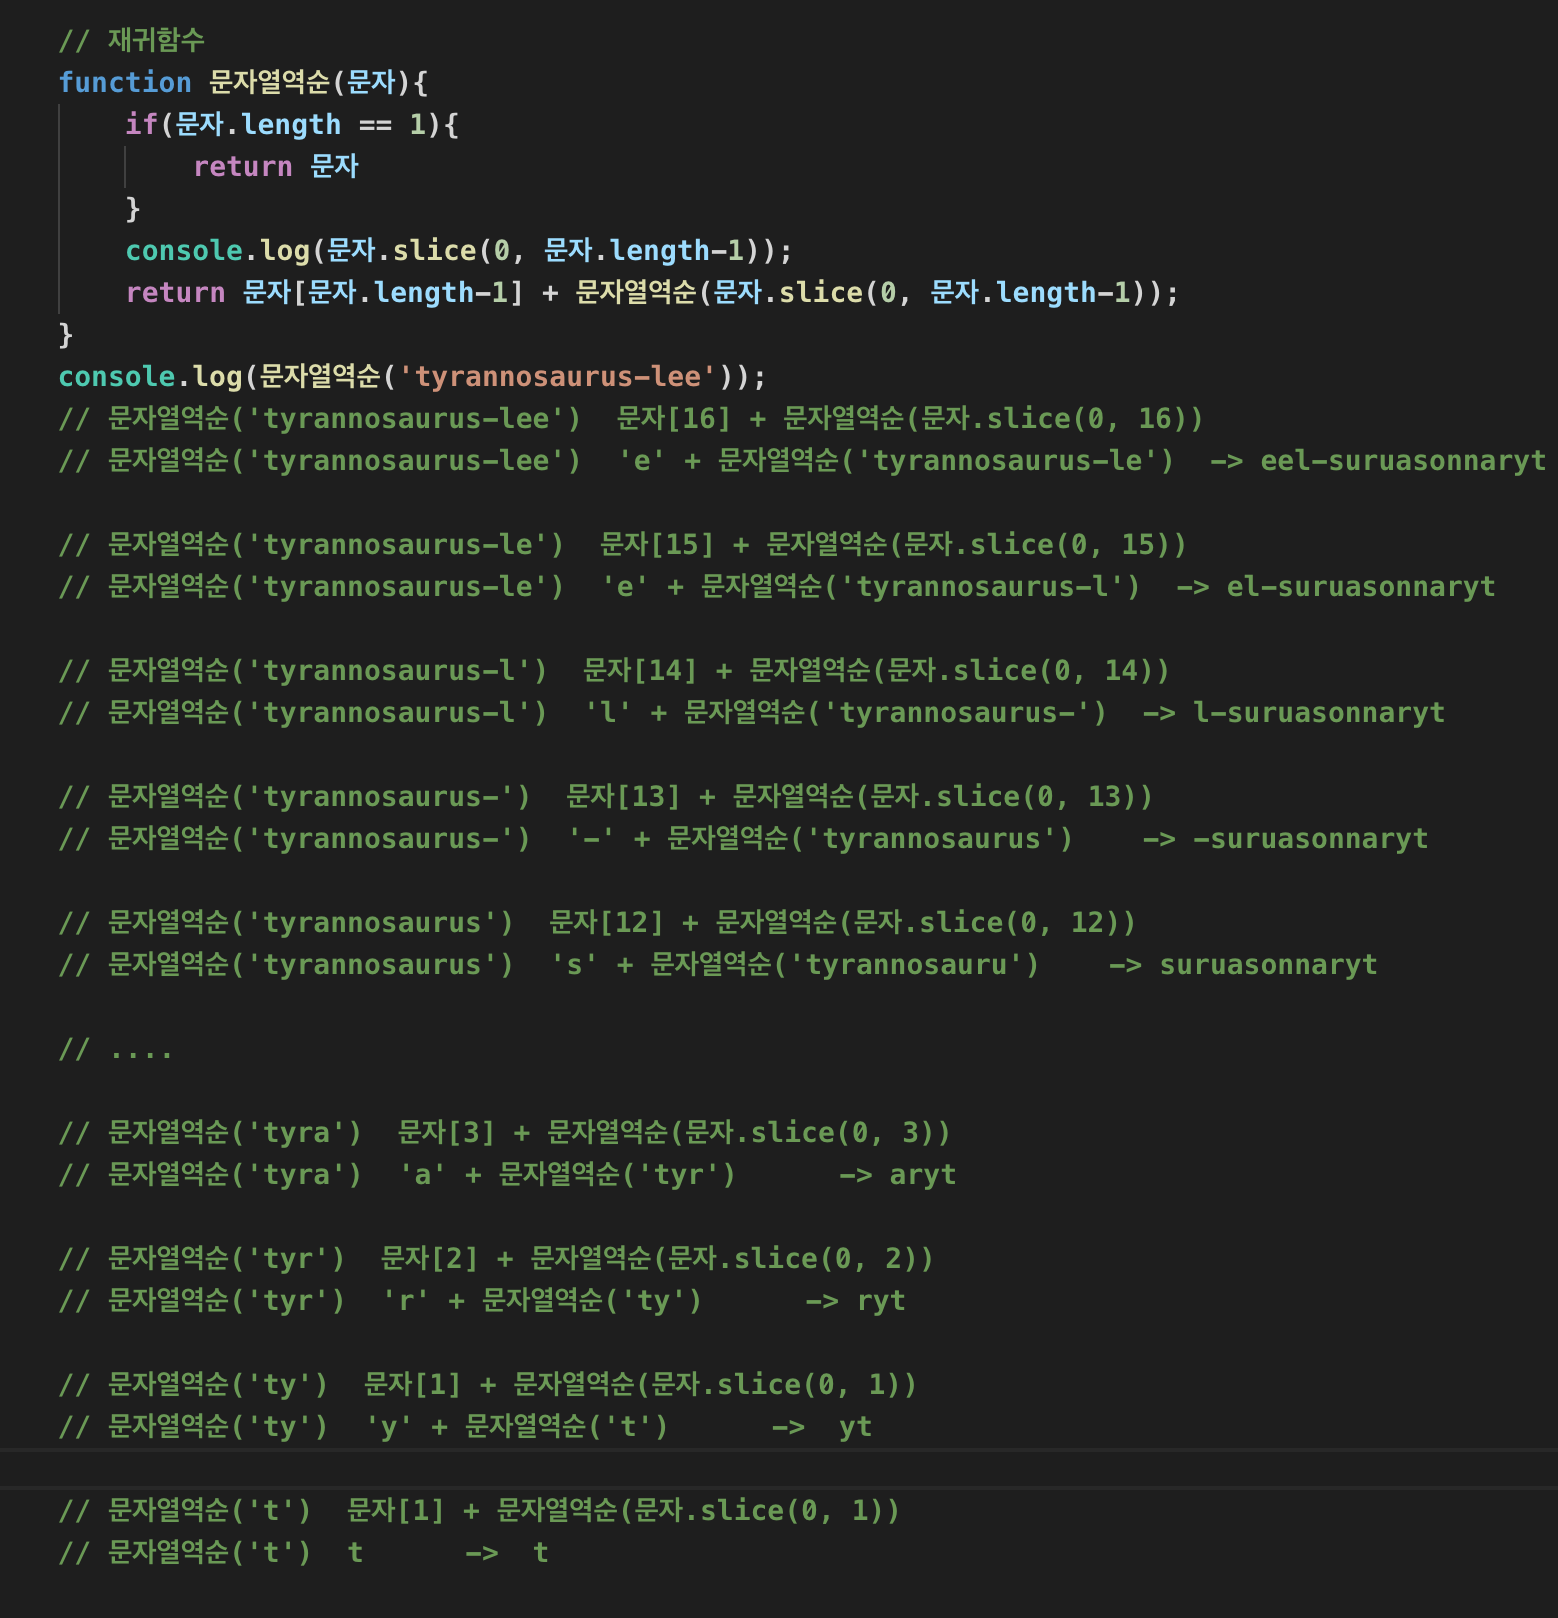 // 재귀함수
function 문자열역순(문자){
if(문자.length == 1){
return 문자
}
console.log(문자.slice(0, 문자.length-1));
return 문자[문자.length-1] + 문자열역순(문자.slice(0, 문자.length-1));
}
console.log(문자열역순('tyrannosaurus-lee'));
// 문자열역순('tyrannosaurus-lee')  문자[16] + 문자열역순(문자.slice(0, 16))
// 문자열역순('tyrannosaurus-lee')  'e' + 문자열역순('tyrannosaurus-le')  -> eel-suruasonnaryt
// 문자열역순('tyrannosaurus-le')  문자[15] + 문자열역순(문자.slice(0, 15))
// 문자열역순('tyrannosaurus-le')  'e' + 문자열역순('tyrannosaurus-l')  -> el-suruasonnaryt
// 문자열역순('tyrannosaurus-l')  문자[14] + 문자열역순(문자.slice(0, 14))
// 문자열역순('tyrannosaurus-l')  'l' + 문자열역순('tyrannosaurus-')  -> l-suruasonnaryt
// 문자열역순('tyrannosaurus-')  문자[13] + 문자열역순(문자.slice(0, 13))
// 문자열역순('tyrannosaurus-')  '-' + 문자열역순('tyrannosaurus')    -> -suruasonnaryt
// 문자열역순('tyrannosaurus')  문자[12] + 문자열역순(문자.slice(0, 12))
// 문자열역순('tyrannosaurus')  's' + 문자열역순('tyrannosauru')    -> suruasonnaryt
// ....
// 문자열역순('tyra')  문자[3] + 문자열역순(문자.slice(0, 3))
// 문자열역순('tyra')  'a' + 문자열역순('tyr')      -> aryt
// 문자열역순('tyr')  문자[2] + 문자열역순(문자.slice(0, 2))
// 문자열역순('tyr')  'r' + 문자열역순('ty')      -> ryt
// 문자열역순('ty')  문자[1] + 문자열역순(문자.slice(0, 1))
// 문자열역순('ty')  'y' + 문자열역순('t')      ->  yt
// 문자열역순('t')  문자[1] + 문자열역순(문자.slice(0, 1))
// 문자열역순('t')  t      ->  t